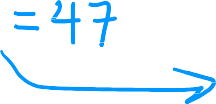 = 47